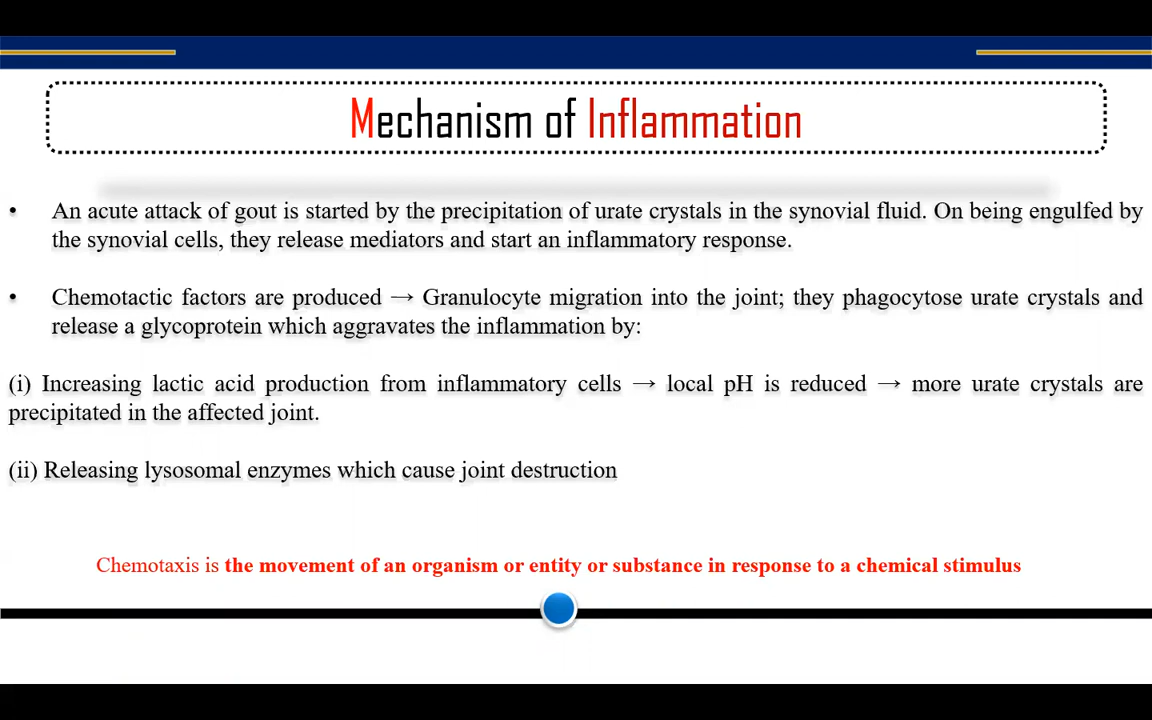 Mechanism of Inflammation
• An acute attack of gout is started by the precipitation of urate crystals in the synovial fluid. On being engulfed by
the synovial cells, they release mediators and start an inflammatory response.
• Chemotactic factors are produced → Granulocyte migration into the joint; they phagocytose urate crystals and
release a glycoprotein which aggravates the inflammation by:
(i) Increasing lactic acid production from inflammatory cells → local pH is reduced → more urate crystals are
precipitated in the affected joint.
(ii) Releasing lysosomal enzymes which cause joint destruction
Chemotaxis is the movement of an organism or entity or substance in response to a chemical stimulus